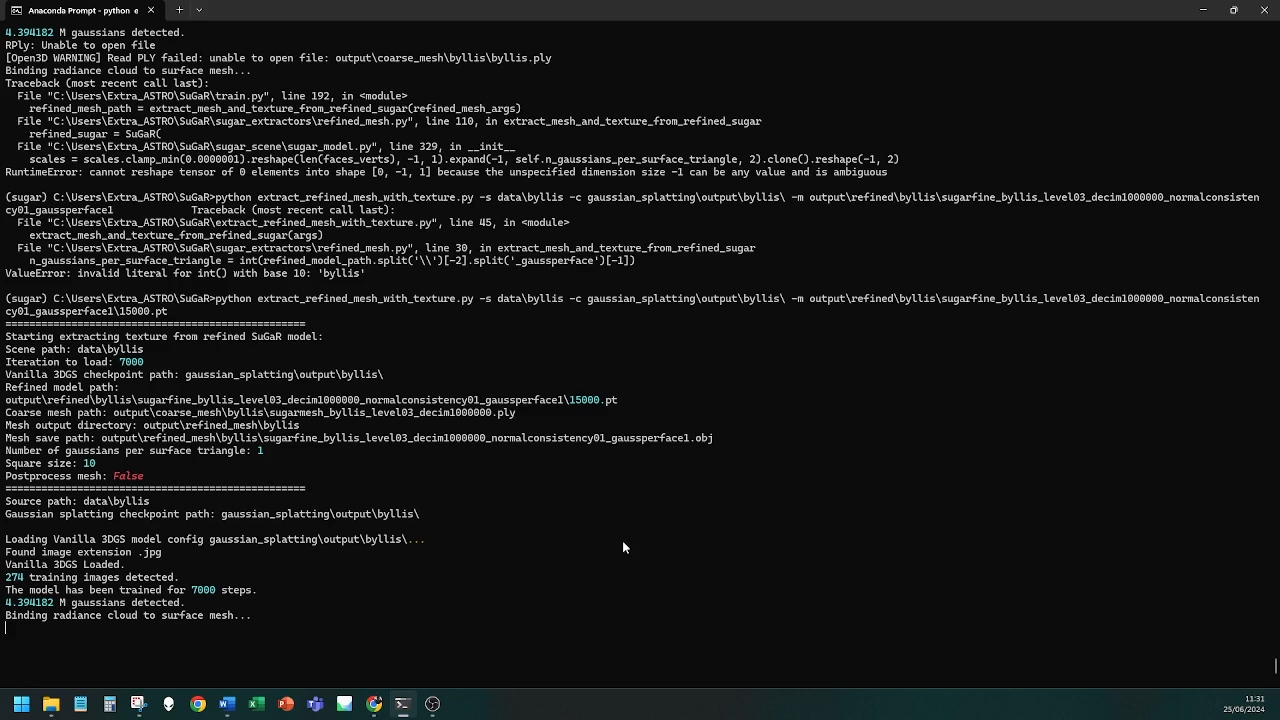 Anaconda Prompt - python e
4.394182 M gaussians detected.
RPly: Unable to open file
[Open3D WARNING] Read PLY failed: unable to open file: output\coarse_mesh\byllis\byllis.ply
Binding radiance cloud to surface mesh...
Traceback (most recent call last):
  File "C:\Users\Extra_ASTRO\SuGaR\train.py", line 192, in <module>
    refined_mesh_path = extract_mesh_and_texture_from_refined_sugar(refined_mesh_args)
  File "C:\Users\Extra_ASTRO\SuGaR\sugar_extractors\refined_mesh.py", line 110, in extract_mesh_and_texture_from_refined_sugar
    refined_sugar = SuGaR(
  File "C:\Users\Extra_ASTRO\SuGaR\sugar_scene\sugar_model.py", line 329, in __init__
    scales = scales.clamp_min(0.0000001).reshape(len(faces_verts), -1, 1).expand(-1, self.n_gaussians_per_surface_triangle, 2).clone().reshape(-1, 2)
RuntimeError: cannot reshape tensor of 0 elements into shape [0, -1, 1] because the unspecified dimension size -1 can be any value and is ambiguous
(sugar) C:\Users\Extra_ASTRO\SuGaR>python extract_refined_mesh_with_texture.py -s data\byllis -c gaussian_splatting\output\byllis\ -m output\refined\byllis\sugarfine_byllis_level03_decim1000000_normalconsisten
cy01_gaussperface1             Traceback (most recent call last):
  File "C:\Users\Extra_ASTRO\SuGaR\extract_refined_mesh_with_texture.py", line 45, in <module>
    extract_mesh_and_texture_from_refined_sugar(args)
  File "C:\Users\Extra_ASTRO\SuGaR\sugar_extractors\refined_mesh.py", line 30, in extract_mesh_and_texture_from_refined_sugar
    n_gaussians_per_surface_triangle = int(refined_model_path.split('\\')[-2].split('_gaussperface')[-1])
ValueError: invalid literal for int() with base 10: 'byllis'
(sugar) C:\Users\Extra_ASTRO\SuGaR>python extract_refined_mesh_with_texture.py -s data\byllis -c gaussian_splatting\output\byllis\ -m output\refined\byllis\sugarfine_byllis_level03_decim1000000_normalconsisten
cy01_gaussperface1\15000.pt
==================================================
Starting extracting texture from refined SuGaR model:
Scene path: data\byllis
Iteration to load: 7000
Vanilla 3DGS checkpoint path: gaussian_splatting\output\byllis\
Refined model path:
output\refined\byllis\sugarfine_byllis_level03_decim1000000_normalconsistency01_gaussperface1\15000.pt
Coarse mesh path: output\coarse_mesh\byllis\sugarmesh_byllis_level03_decim1000000.ply
Mesh output directory: output\refined_mesh\byllis
Mesh save path: output\refined_mesh\byllis\sugarfine_byllis_level03_decim1000000_normalconsistency01_gaussperface1.obj
Number of gaussians per surface triangle: 1
Square size: 10
Postprocess mesh: False
==================================================
Source path: data\byllis
Gaussian splatting checkpoint path: gaussian_splatting\output\byllis\
Loading Vanilla 3DGS model config gaussian_splatting\output\byllis\...
Found image extension .jpg
Vanilla 3DGS Loaded.
274 training images detected.
The model has been trained for 7000 steps.
4.394182 M gaussians detected.
Binding radiance cloud to surface mesh...
11:31
25/06/2024